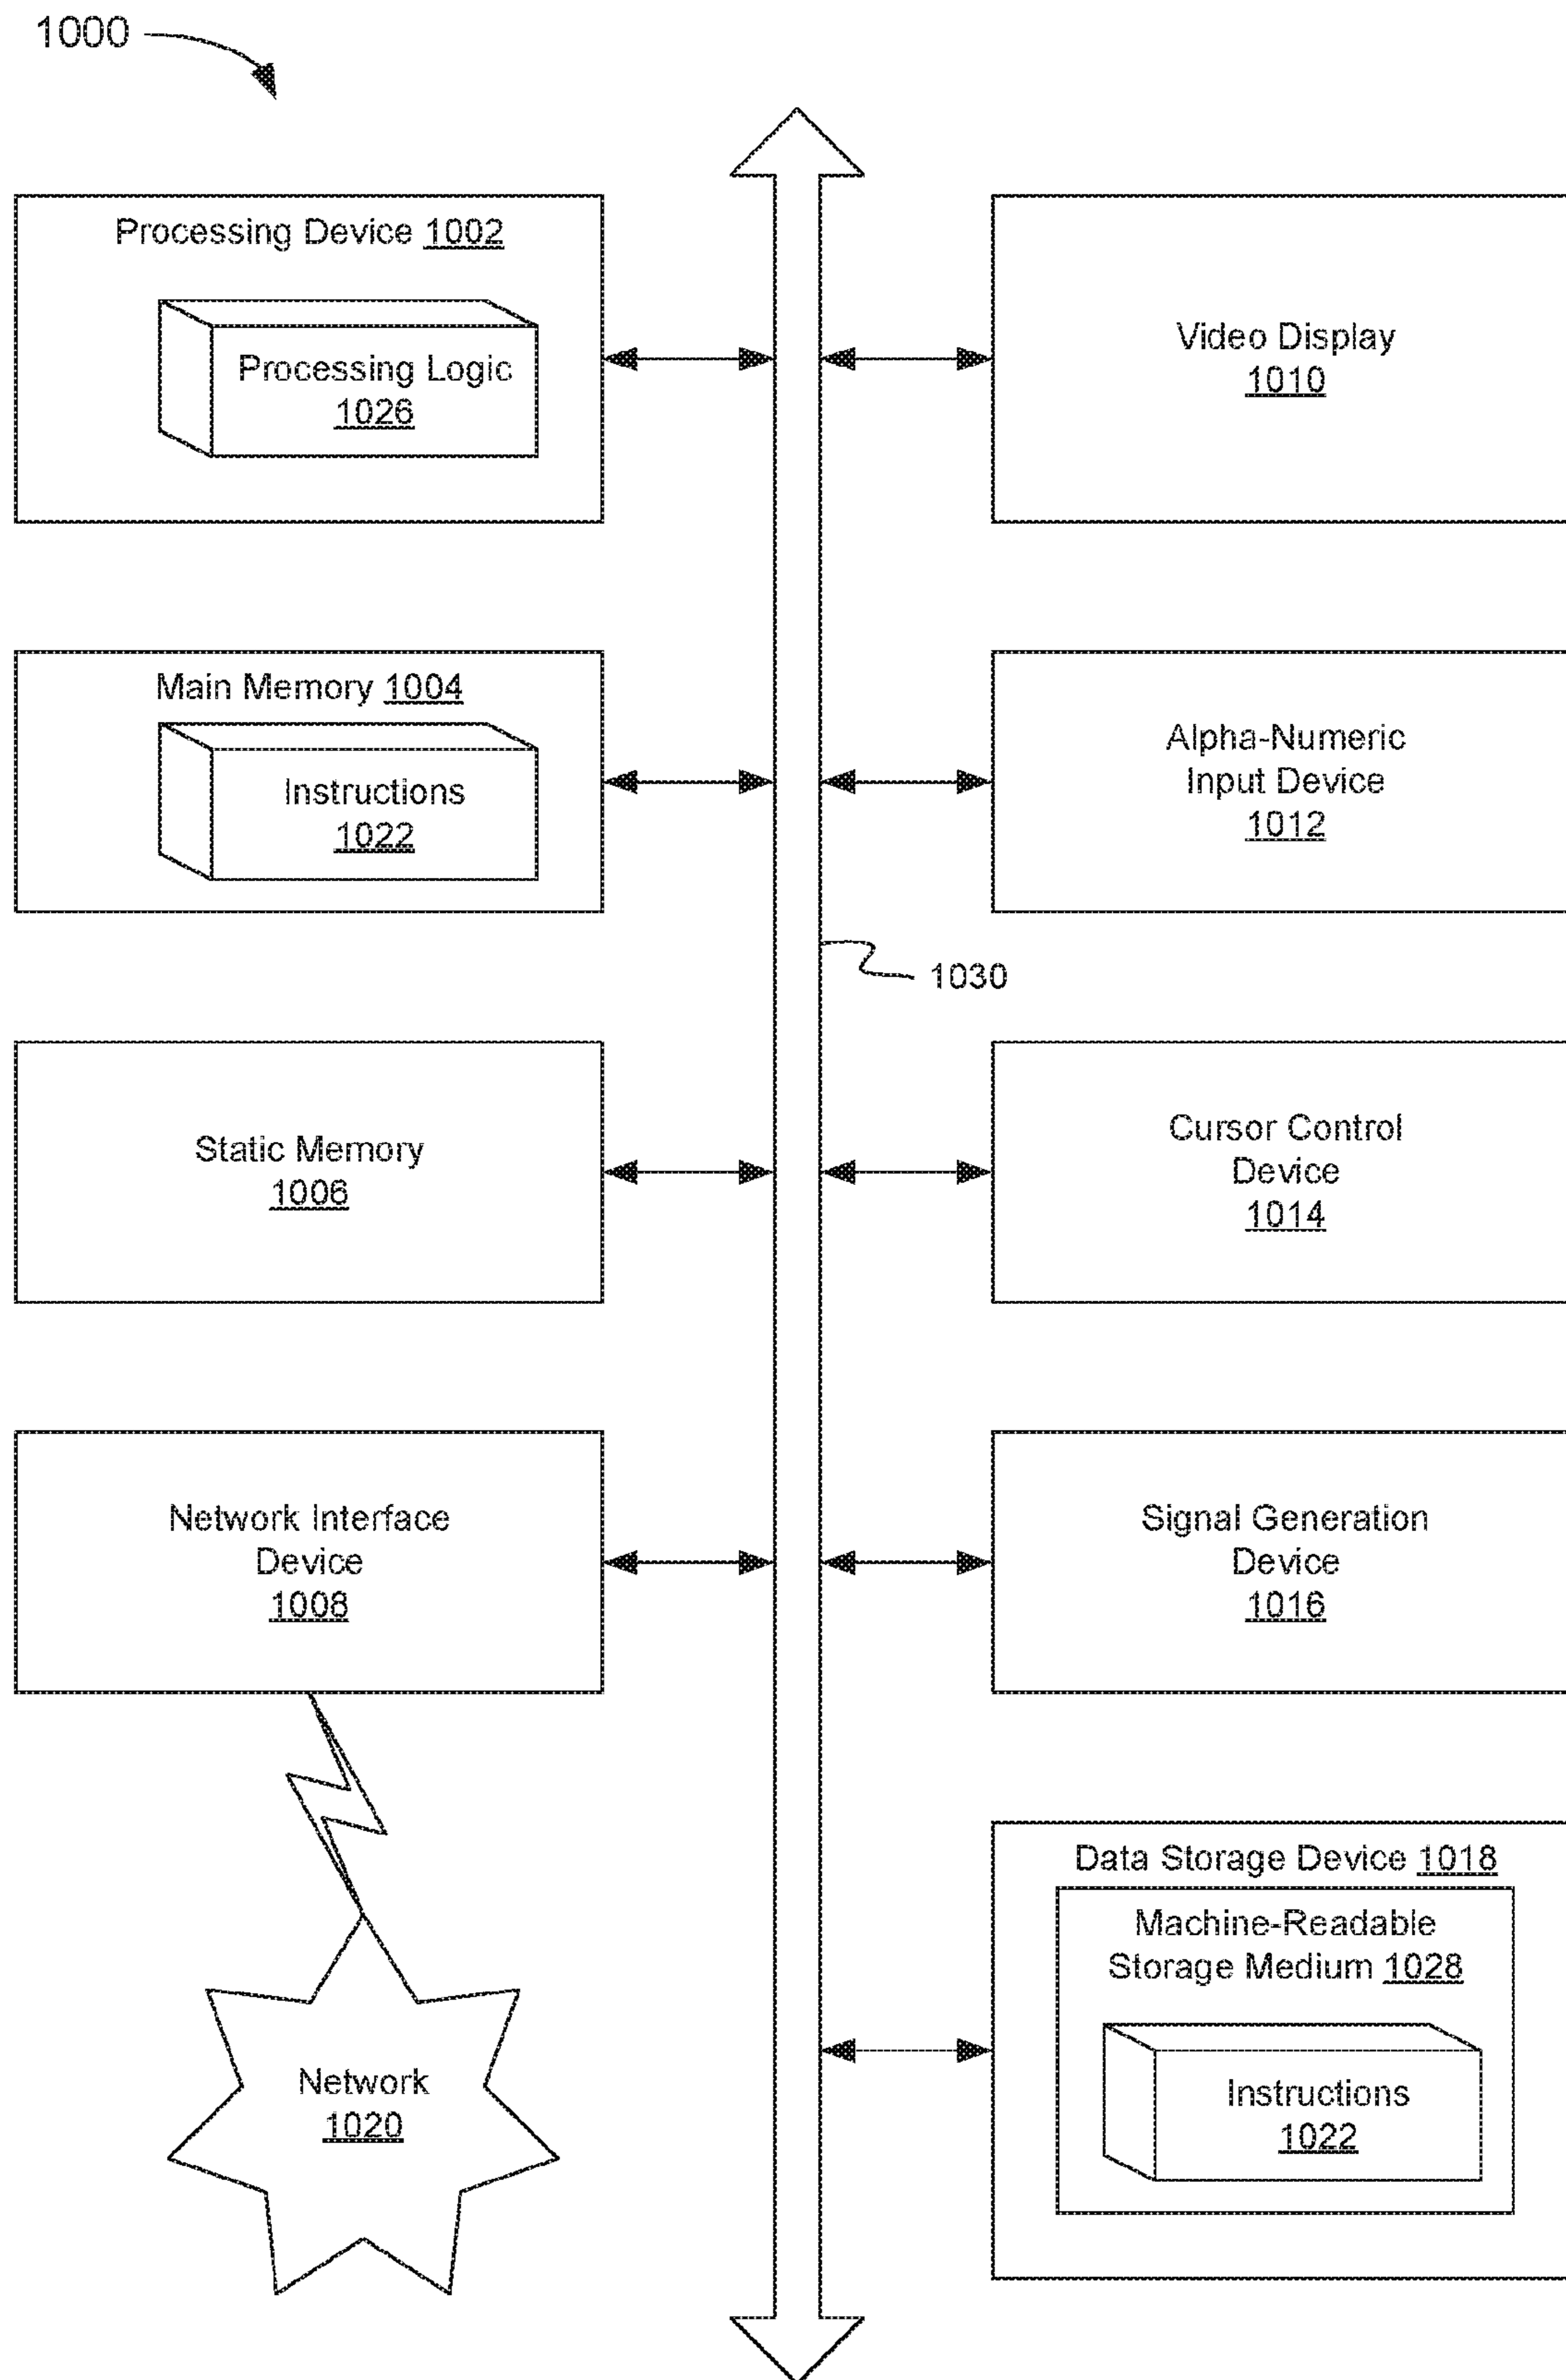 1000
Processing Device 1002
Processing Logic
1026
Video Display
1010
Main Memory 1004
Instructions
1022
Alpha-Numeric
Input Device
1012
1030
Static Memory
1006
Cursor Control
Device
1014
Network Interface
Device
1008
Signal Generation
Device
1016
Data Storage Device 1018
Machine-Readable
Storage Medium 1028
Instructions
1022
Network
1020